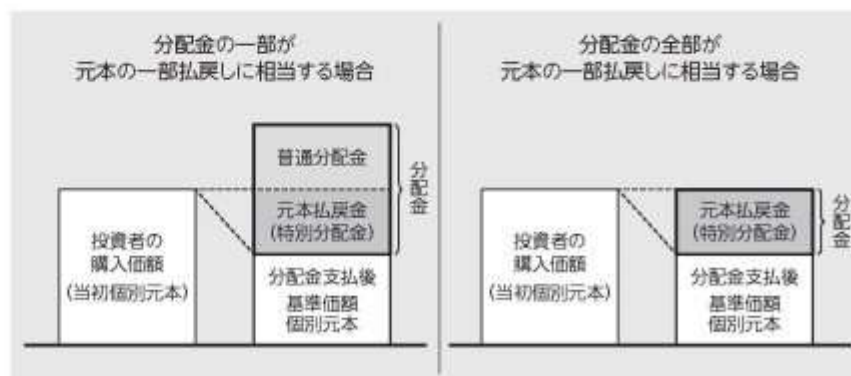 分配金の一部が
元本の一部払戻しに相当する場合
普通分配金
元本払戻金
(特別分配金)
分配金
投資者の
購入価額
(当初個別元本)
分配金支払後
基準価額
個別元本
分配金の全部が
元本の一部払戻しに相当する場合
元本払戻金
(特別分配金)
分配金
投資者の
購入価額
(当初個別元本)
分配金支払後
基準価額
個別元本